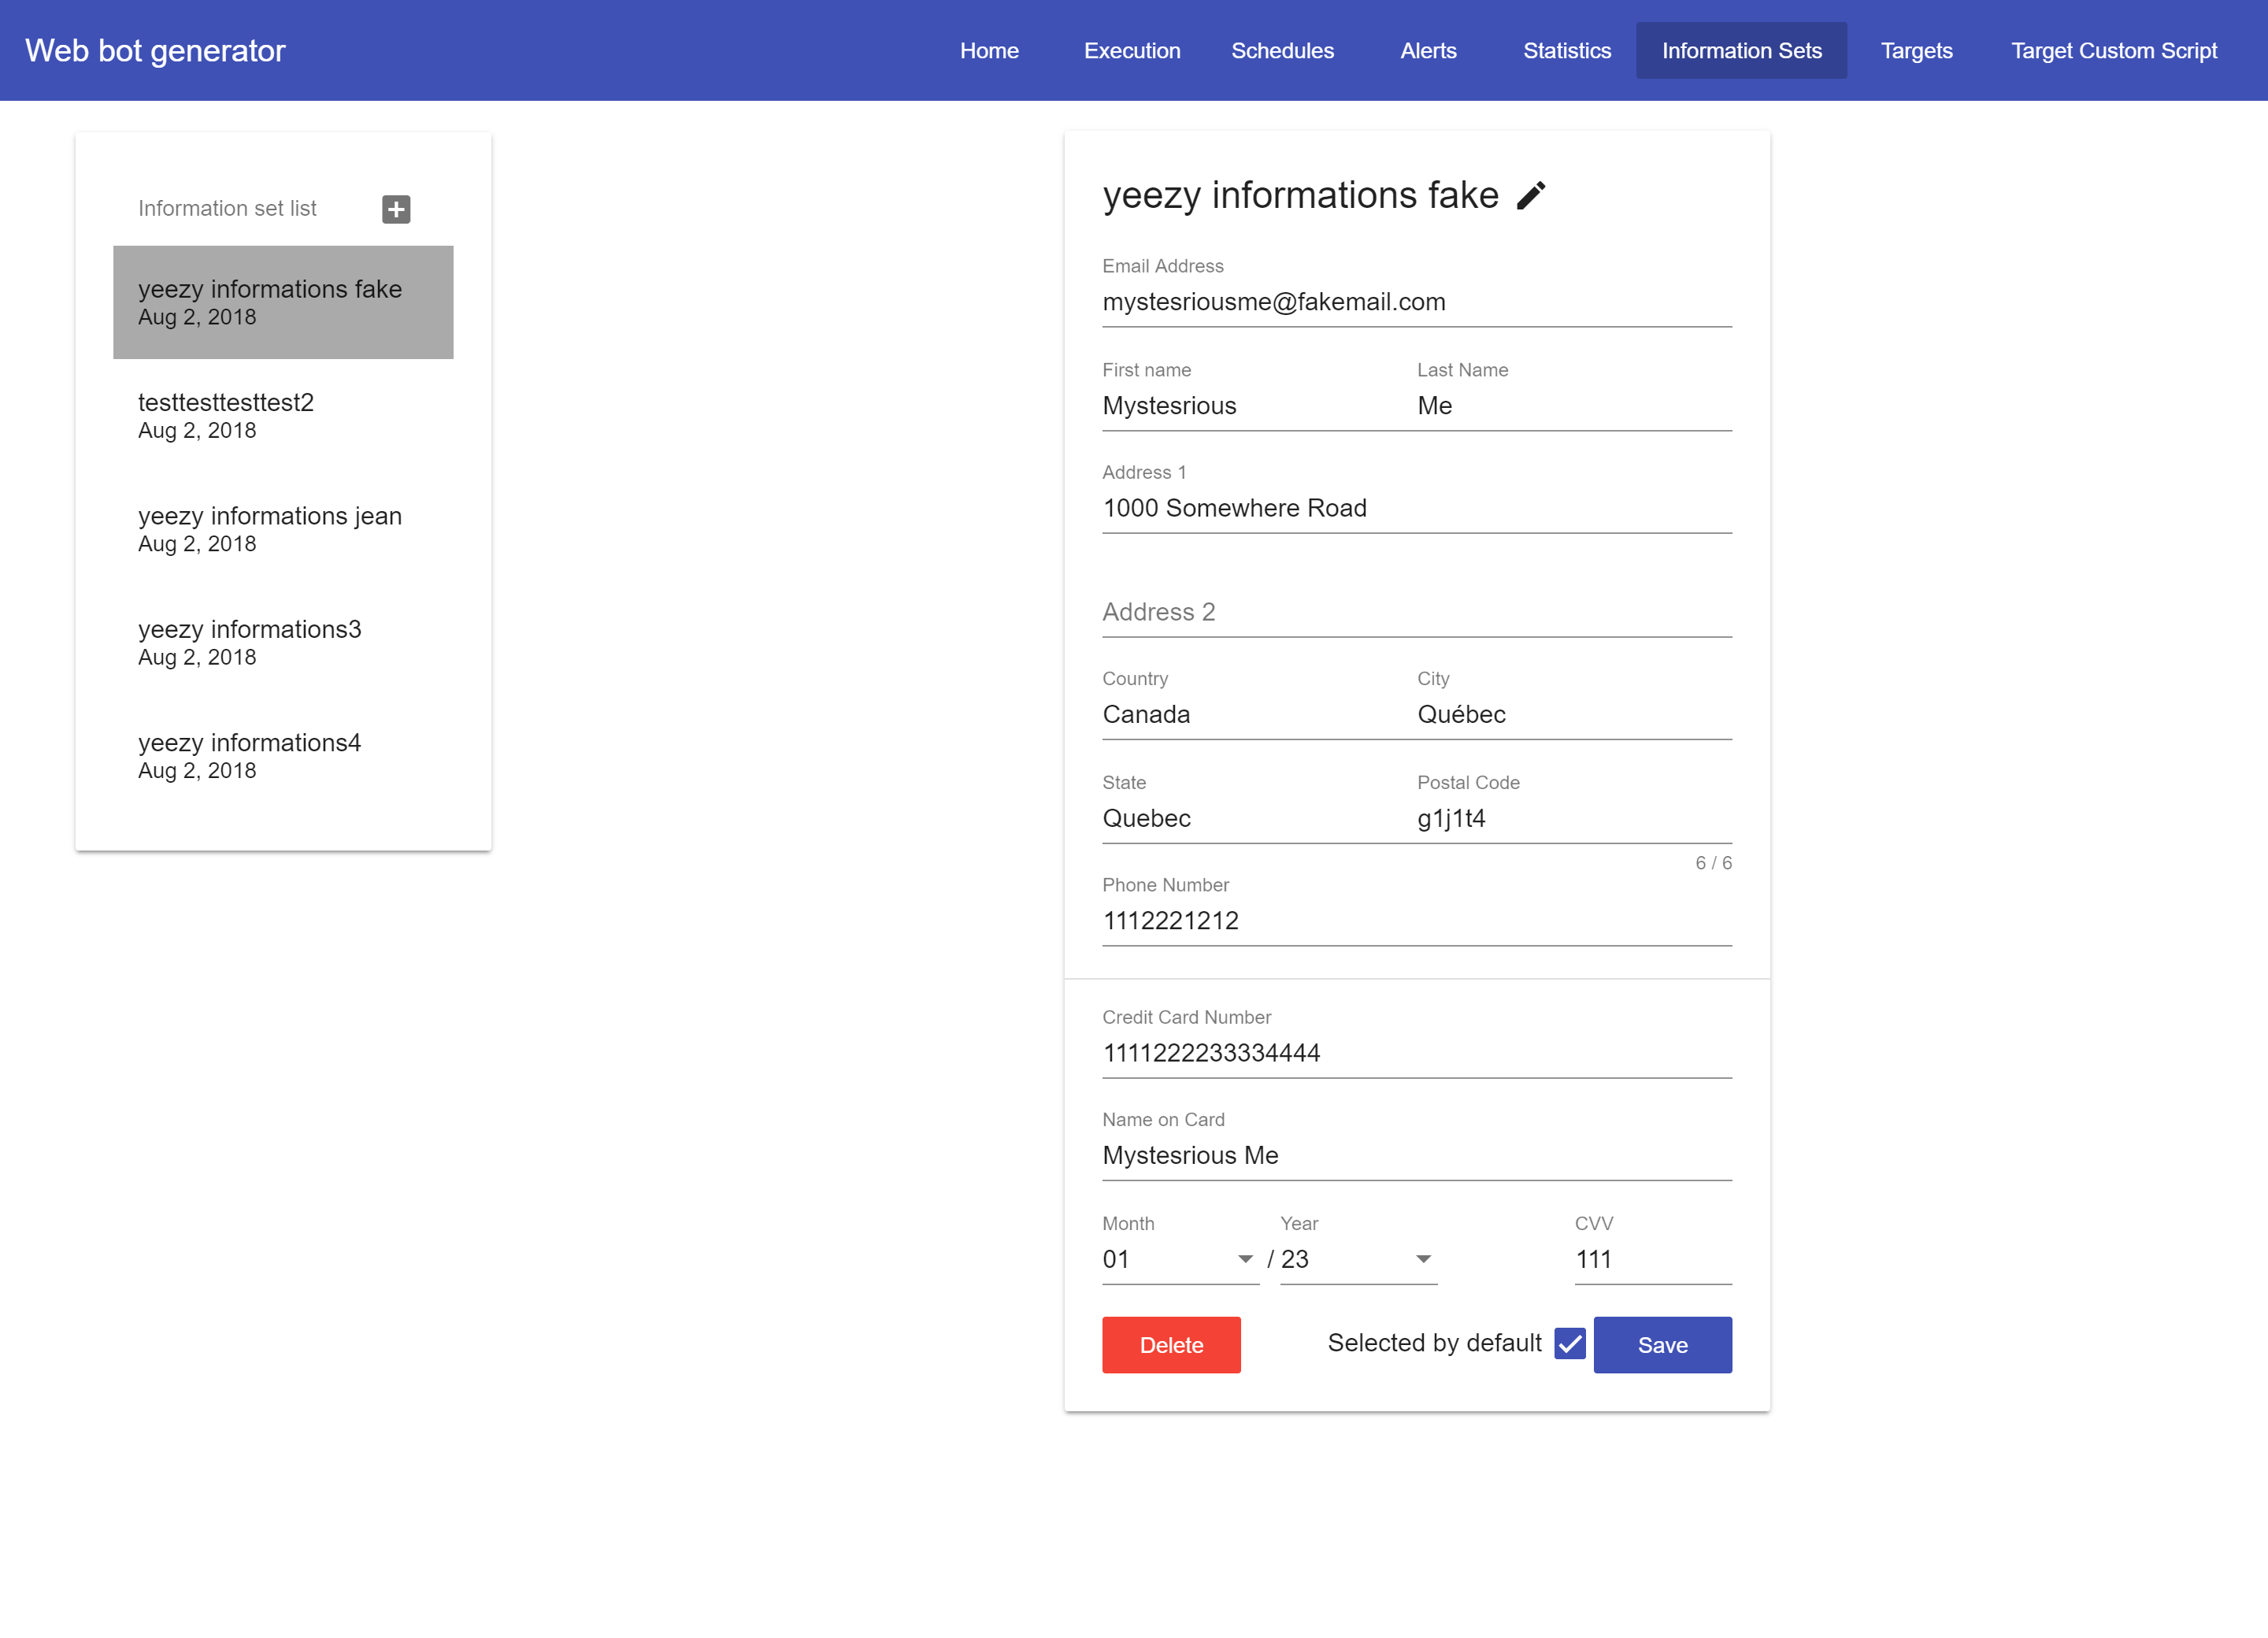 Web bot generator
Home Execution Schedules Alerts Statistics Information Sets Targets Target Custom Script
Information set list
yeezy informations fake
Aug 2, 2018
testtesttesttest2
Aug 2, 2018
yeezy informations jean
Aug 2, 2018
yeezy informations3
Aug 2, 2018
yeezy informations4
Aug 2, 2018
yeezy informations fake
Email Address
mystesriousme@fakemail.com
First name Last Name
Mystesrious Me
Address 1
1000 Somewhere Road
Address 2
Country City
Canada Québec
State Postal Code
Quebec g1j1t4
6 / 6
Phone Number
1112221212
Credit Card Number
1111222233334444
Name on Card
Mystesrious Me
Month Year CVV
01 / 23 111
Delete Selected by default Save